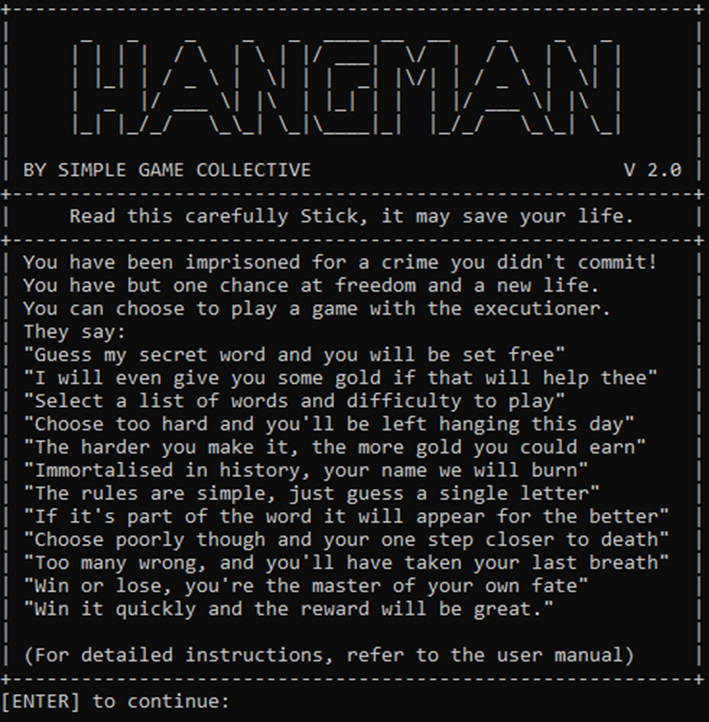 HANGMAN
BY SIMPLE GAME COLLECTIVE V 2.0
Read this carefully Stick, it may save your life.
You have been imprisoned for a crime you didn't commit!
You have but one chance at freedom and a new life.
You can choose to play a game with the executioner.
They say:
"Guess my secret word and you will be set free"
"I will even give you some gold if that will help thee"
"Select a list of words and difficulty to play"
"Choose too hard and you'll be left hanging this day"
"The harder you make it, the more gold you could earn"
"Immortalised in history, your name we will burn"
"The rules are simple, just guess a single letter"
"If it's part of the word it will appear for the better"
"Choose poorly though and your one step closer to death"
"Too many wrong, and you'll have taken your last breath"
"Win or lose, you're the master of your own fate"
"Win it quickly and the reward will be great."
(For detailed instructions, refer to the user manual)
[ENTER] to continue: